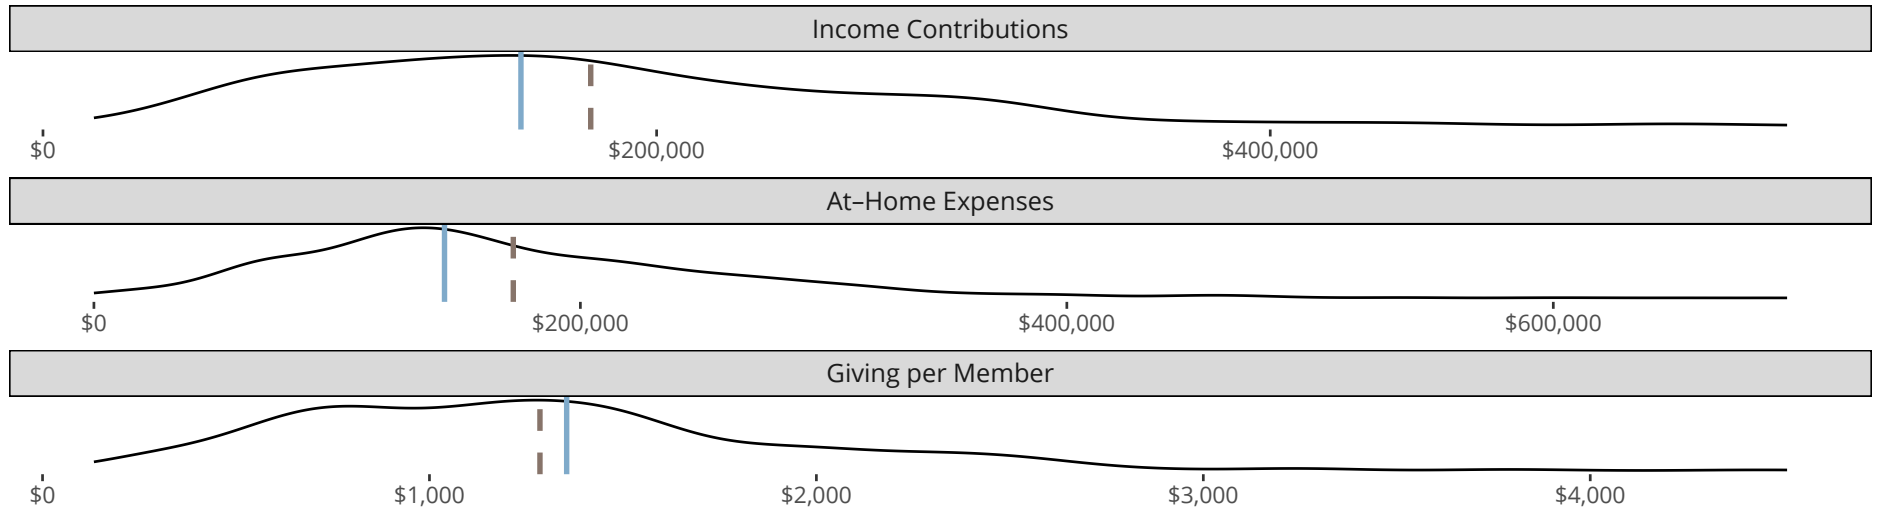 Income Contributions
$0 $200,000 $400,000
At–Home Expenses
$0 $200,000 $400,000 $600,000
Giving per Member
$0 $1,000 $2,000 $3,000 $4,000